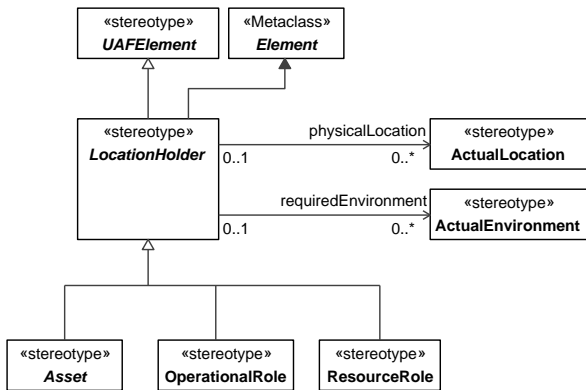 «stereotype»
UAFElement
«Metaclass»
Element
«stereotype»
LocationHolder
physicalLocation
0..1
0..*
«stereotype»
ActualLocation
requiredEnvironment
0..1
0..*
«stereotype»
ActualEnvironment
«stereotype»
Asset
«stereotype»
OperationalRole
«stereotype»
ResourceRole